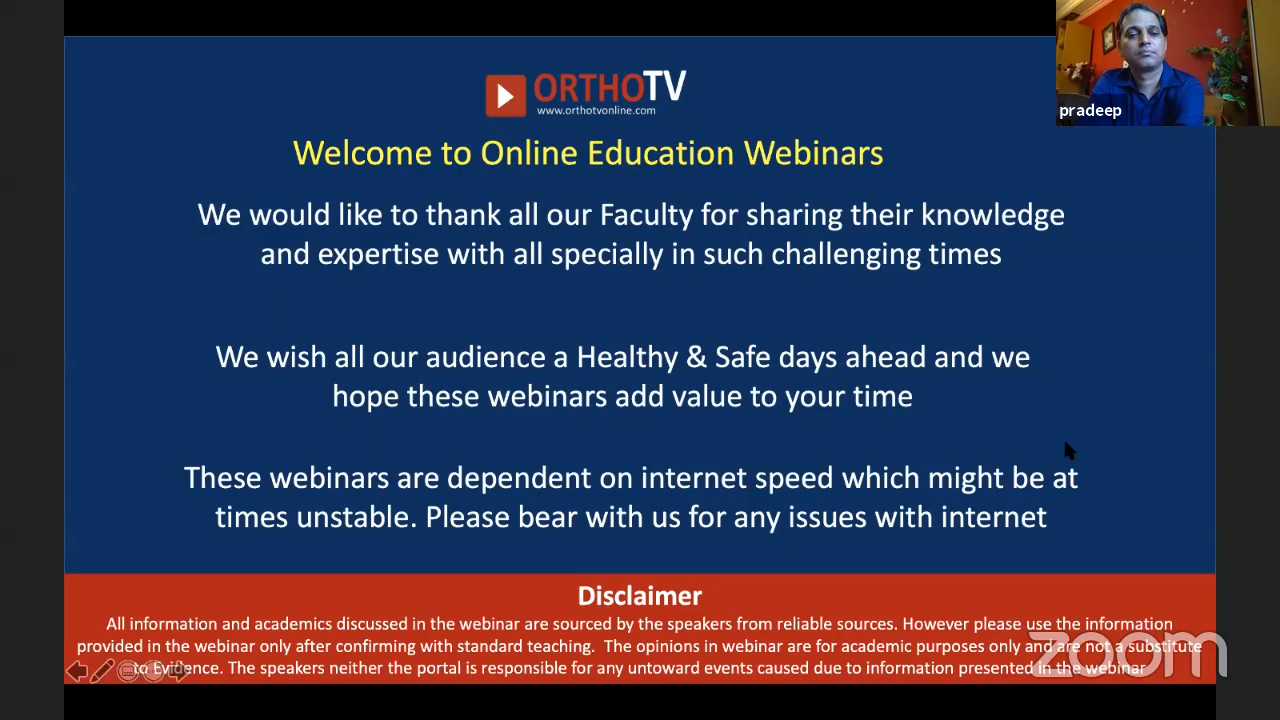 ORTHOTV
www.orthotvonline.com
pradeep
Welcome to Online Education Webinars
We would like to thank all our Faculty for sharing their knowledge
and expertise with all specially in such challenging times
We wish all our audience a Healthy & Safe days ahead and we
hope these webinars add value to your time
These webinars are dependent on internet speed which might be at
times unstable. Please bear with us for any issues with internet
Disclaimer
All information and academics discussed in the webinar are sourced by the speakers from reliable sources. However please use the information
provided in the webinar only after confirming with standard teaching. The opinions in webinar are for academic purposes only and are not a substitute
to Evidence. The speakers neither the portal is responsible for any untoward events caused due to information presented in the webinar
zoom